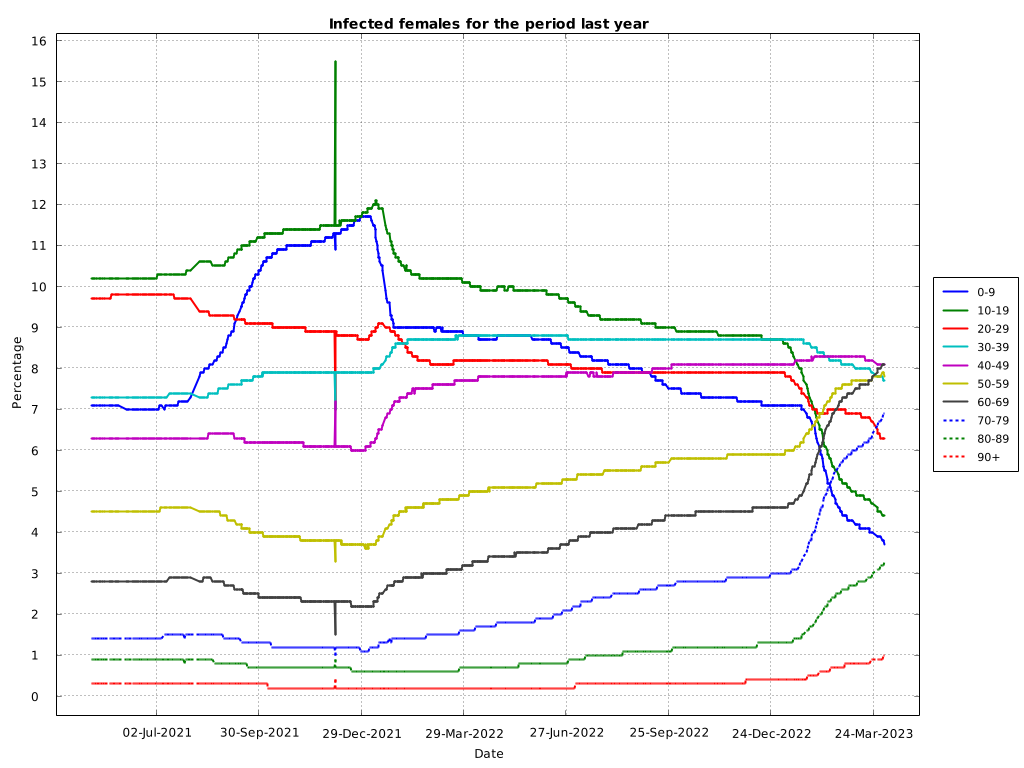 Infected females for the period last year
16
15
14
13
12
11
10
9
8
7
6
5
4
3
2
1
0
Percentage
02-Jul-2021
30-Sep-2021
29-Dec-2021
29-Mar-2022
27-Jun-2022
25-Sep-2022
24-Dec-2022
24-Mar-2023
Date
0-9
10-19
20-29
30-39
40-49
50-59
60-69
70-79
80-89
90+